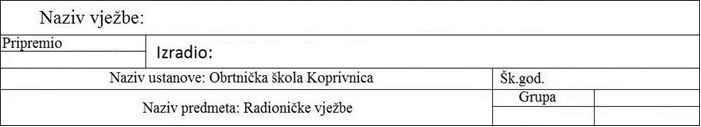 Naziv vježbe:
Pripremio
Izradio:
Naziv ustanove: Obrtnička škola Koprivnica
Šk.god.
Naziv predmeta: Radioničke vježbe
Grupa